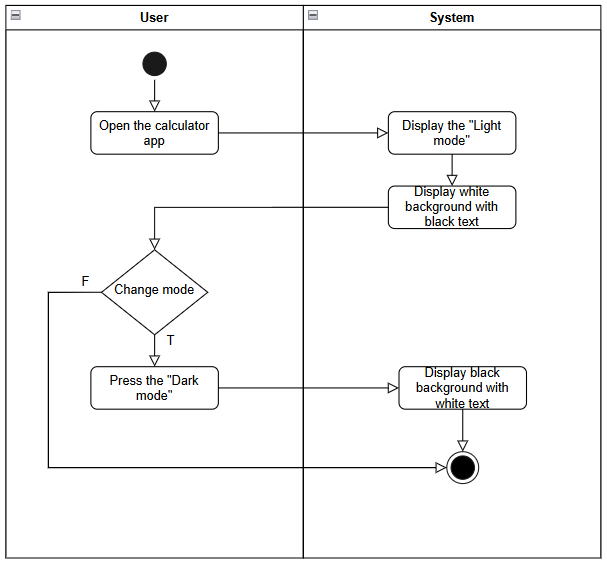 User
System
Open the calculator
app
Display the "Light
mode"
Display white
background with
black text
Change mode
F
T
Press the "Dark
mode"
Display black
background with
white text